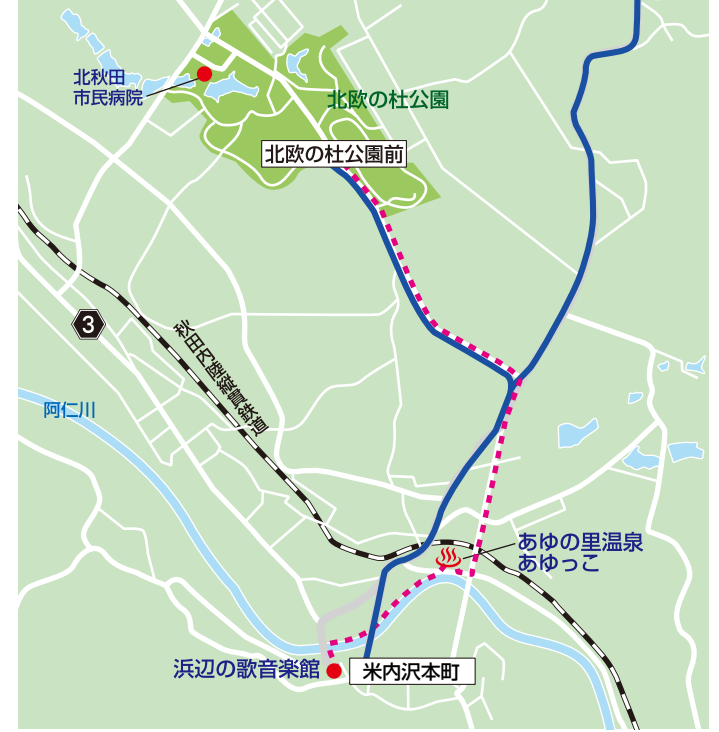 北秋田
市民病院
北欧の杜公園
北欧の杜公園前
3
秋田内陸縦貫鉄道
阿仁川
あゆの里温泉
あゆっこ
浜辺の歌音楽館
米内沢本町